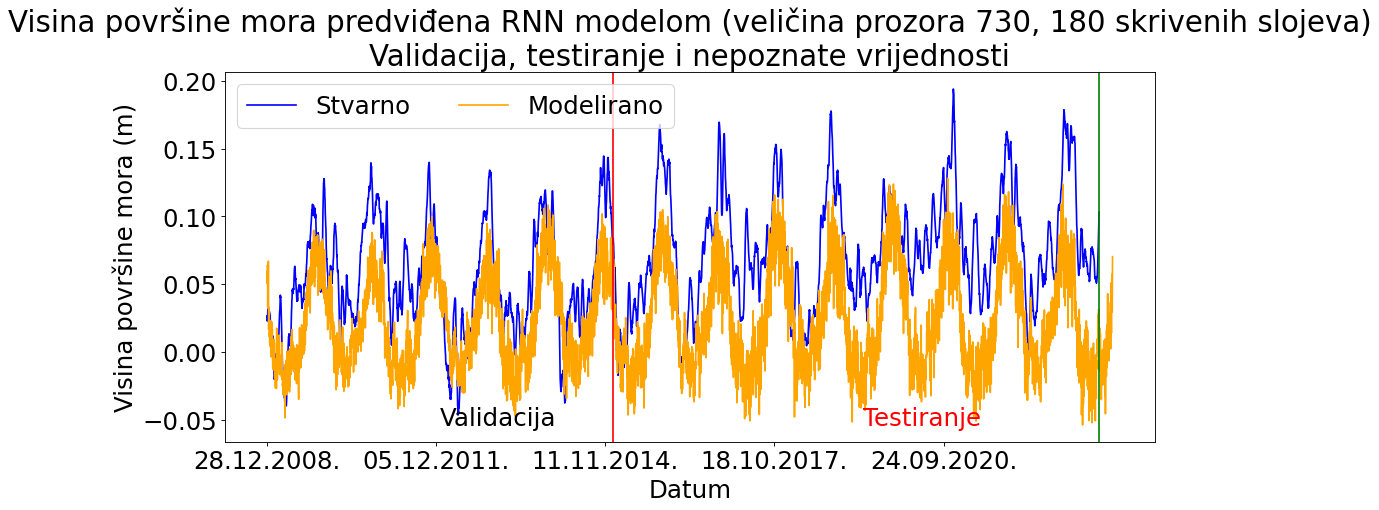 Visina površine mora predviđena RNN modelom (veličina prozora 730, 180 skrivenih slojeva)
Validacija, testiranje i nepoznate vrijednosti
Stvarno
Modelirano
Visina površine mora (m)
0.20
0.15
0.10
0.05
0.00
−0.05
Validacija
Testiranje
28.12.2008.
05.12.2011.
11.11.2014.
18.10.2017.
24.09.2020.
Datum